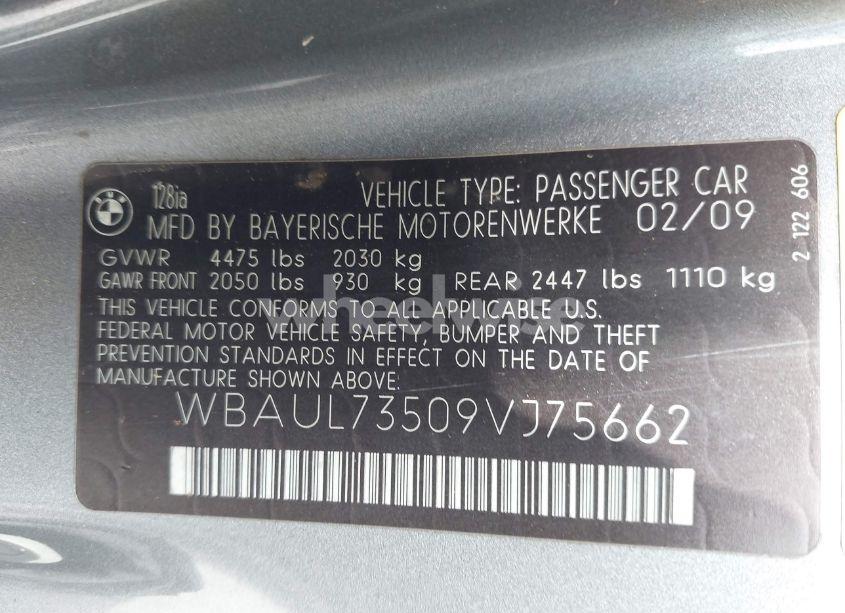 128ia VEHICLE TYPE: PASSENGER CAR
MFD BY BAYERISCHE MOTORENWERKE 02/09
GVWR 4475 lbs 2030 kg
GAWR FRONT 2050 lbs 930 kg REAR 2447 lbs 1110 kg
THIS VEHICLE CONFORMS TO ALL APPLICABLE U.S.
FEDERAL MOTOR VEHICLE SAFETY, BUMPER AND THEFT
PREVENTION STANDARDS IN EFFECT ON THE DATE OF
MANUFACTURE SHOWN ABOVE:
WBAUL73509VJ75662
2 122 606
BMW
wheelwise